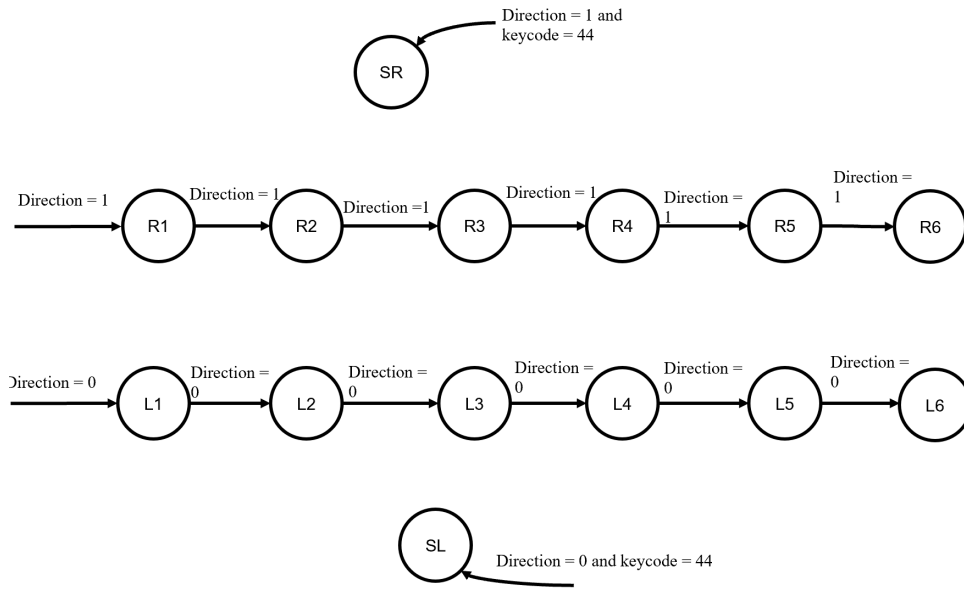 Direction = 1 and
keycode = 44
SR
Direction = 1
Direction = 1
Direction =1
Direction = 1
Direction =
1
Direction =
1
R1
R2
R3
R4
R5
R6
Direction = 0
Direction =
0
Direction =
0
Direction =
0
Direction =
0
Direction =
0
L1
L2
L3
L4
L5
L6
SL
Direction = 0 and keycode = 44